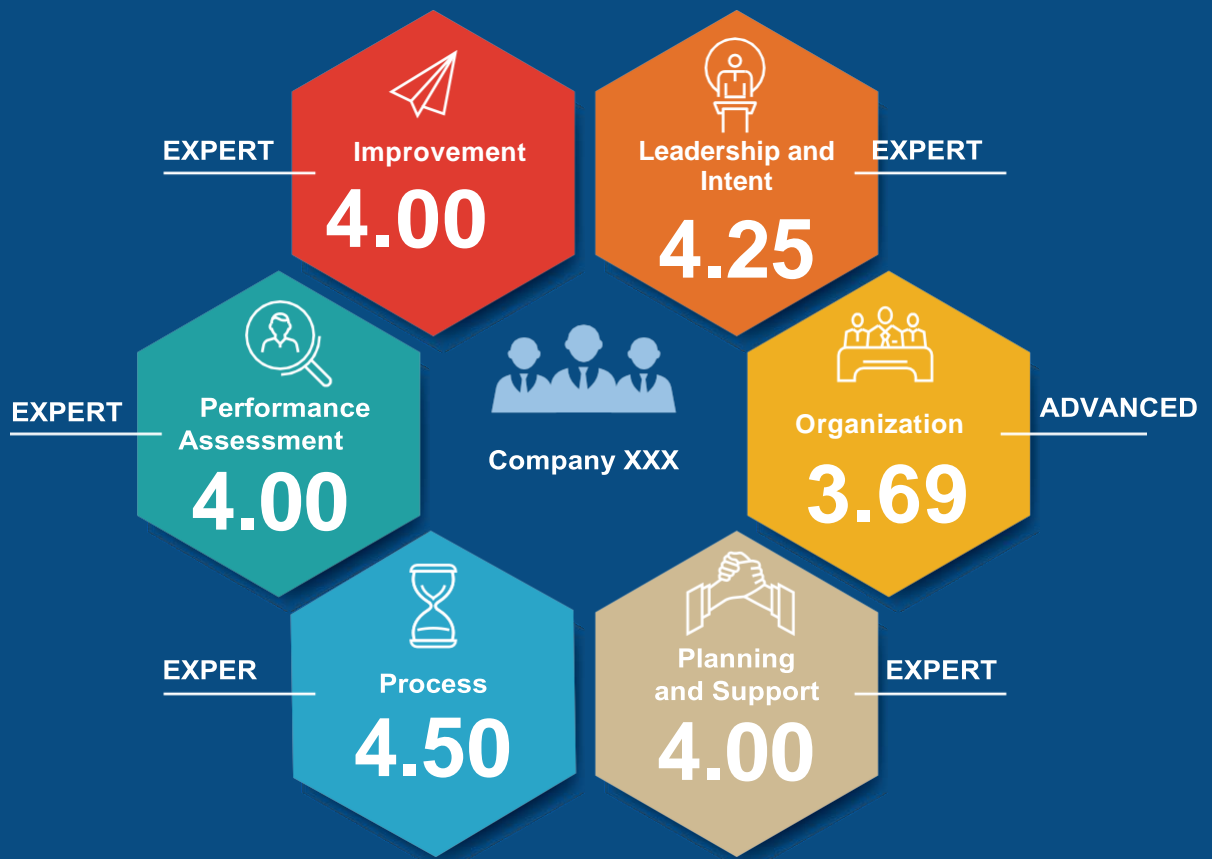 EXPERT
Improvement
4.00
Leadership and
Intent
4.25
EXPERT
EXPERT
Performance
Assessment
4.00
Company XXX
Organization
3.69
ADVANCED
EXPER
Process
4.50
Planning
and Support
4.00
EXPERT